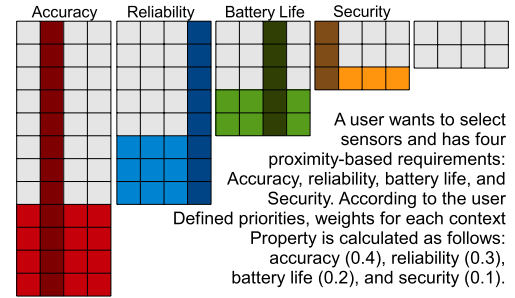 Accuracy Reliability Battery Life Security
A user wants to select
sensors and has four
proximity-based requirements:
Accuracy, reliability, battery life, and
Security. According to the user
Defined priorities, weights for each context
Property is calculated as follows:
accuracy (0.4), reliability (0.3),
battery life (0.2), and security (0.1).